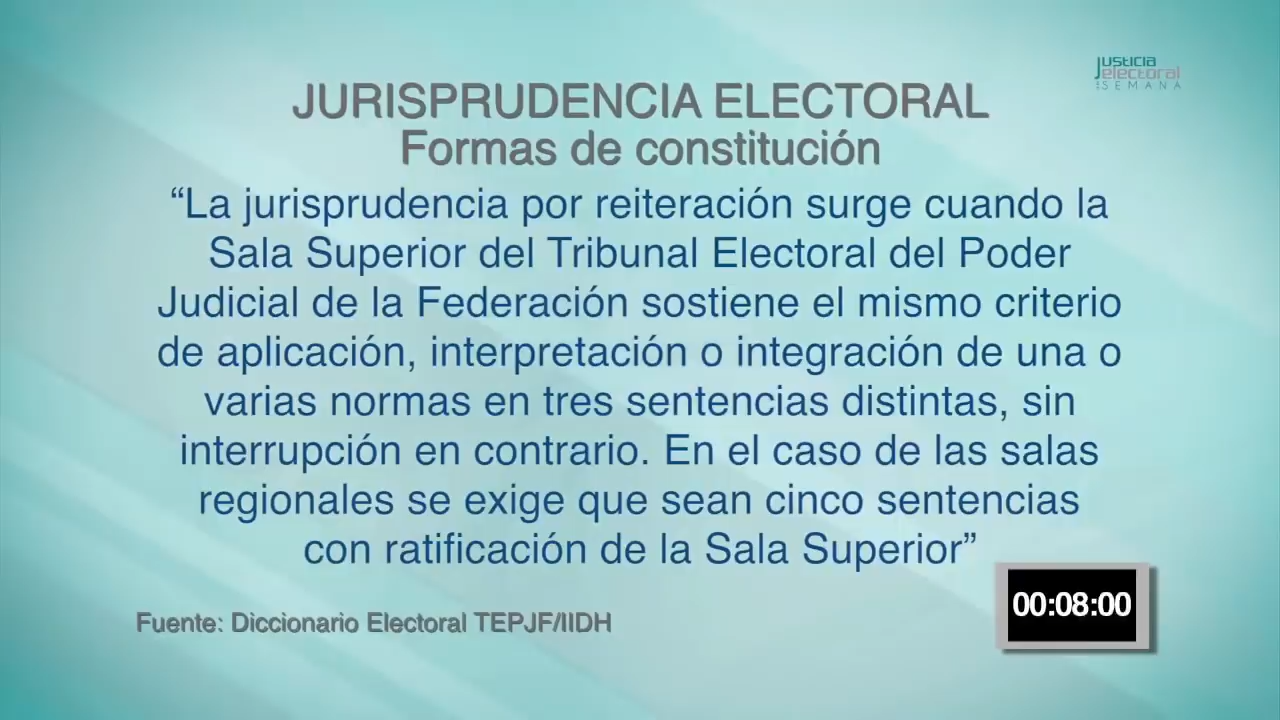 Justicia
electoral
A LA SEMANA
JURISPRUDENCIA ELECTORAL
Formas de constitución
“La jurisprudencia por reiteración surge cuando la
Sala Superior del Tribunal Electoral del Poder
Judicial de la Federación sostiene el mismo criterio
de aplicación, interpretación o integración de una o
varias normas en tres sentencias distintas, sin
interrupción en contrario. En el caso de las salas
regionales se exige que sean cinco sentencias
con ratificación de la Sala Superior”
00:08:00
Fuente: Diccionario Electoral TEPJF/IIDH